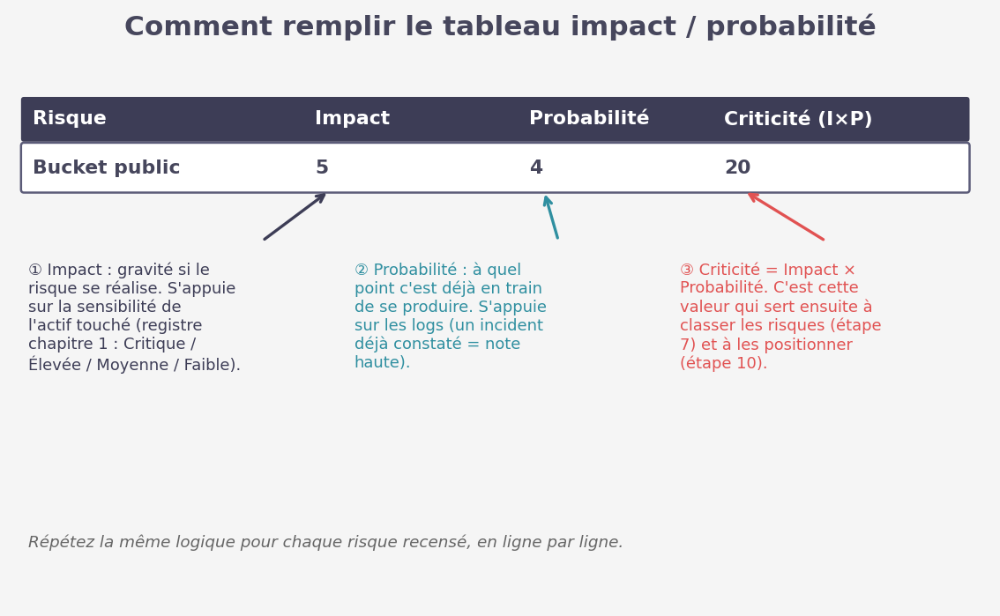 Comment remplir le tableau impact / probabilité
Risque Impact Probabilité Criticité (I×P)
Bucket public 5 4 20
① Impact : gravité si le
risque se réalise. S'appuie
sur la sensibilité de
l'actif touché (registre
chapitre 1 : Critique /
Élevée / Moyenne / Faible).
② Probabilité : à quel
point c'est déjà en train
de se produire. S'appuie
sur les logs (un incident
déjà constaté = note
haute).
③ Criticité = Impact ×
Probabilité. C'est cette
valeur qui sert ensuite à
classer les risques (étape
7) et à les positionner
(étape 10).
Répétez la même logique pour chaque risque recensé, en ligne par ligne.